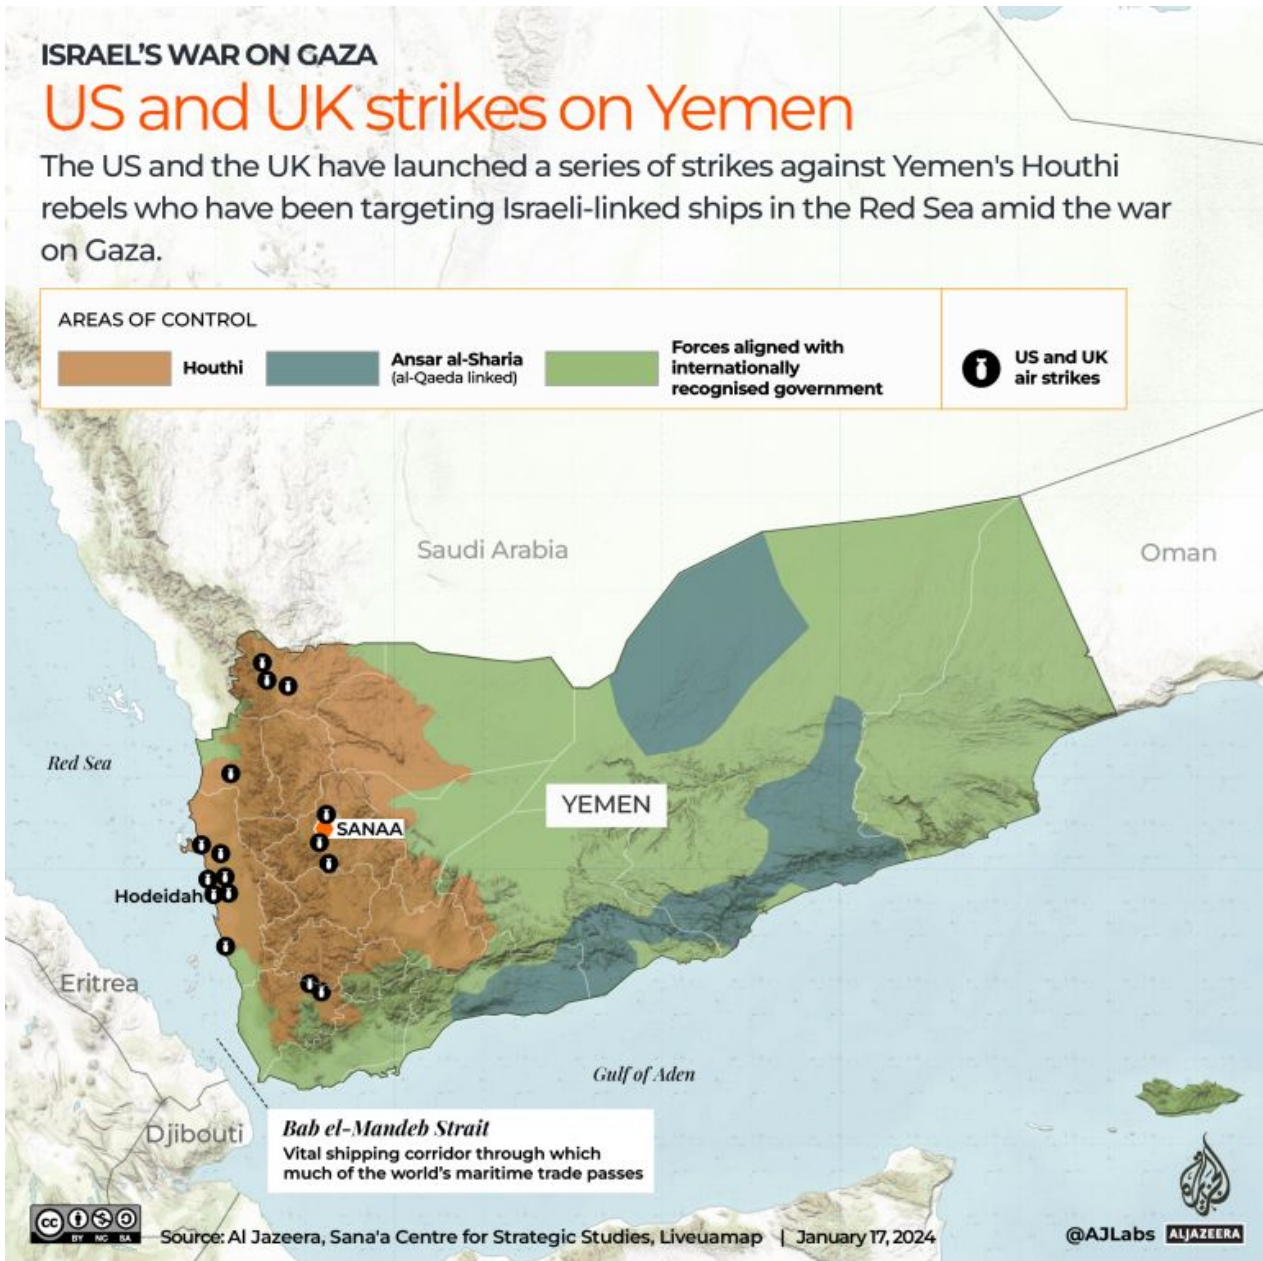 ISRAEL'S WAR ON GAZA
US and UK strikes on Yemen
The US and the UK have launched a series of strikes against Yemen's Houthi
rebels who have been targeting Israeli-linked ships in the Red Sea amid the war
on Gaza.
AREAS OF CONTROL
Houthi
Ansar al-Sharia
(al-Qaeda linked)
Forces aligned with
internationally
recognised government
US and UK
air strikes
Saudi Arabia
Oman
Red Sea
YEMEN
SANAA
Hodeidah
Eritrea
Gulf of Aden
Djibouti
Bab el-Mandeb Strait
Vital shipping corridor through which
much of the world's maritime trade passes
cc BY NC SA
Source: Al Jazeera, Sana'a Centre for Strategic Studies, Liveuamap | January 17, 2024
@AJLabs ALJAZEERA